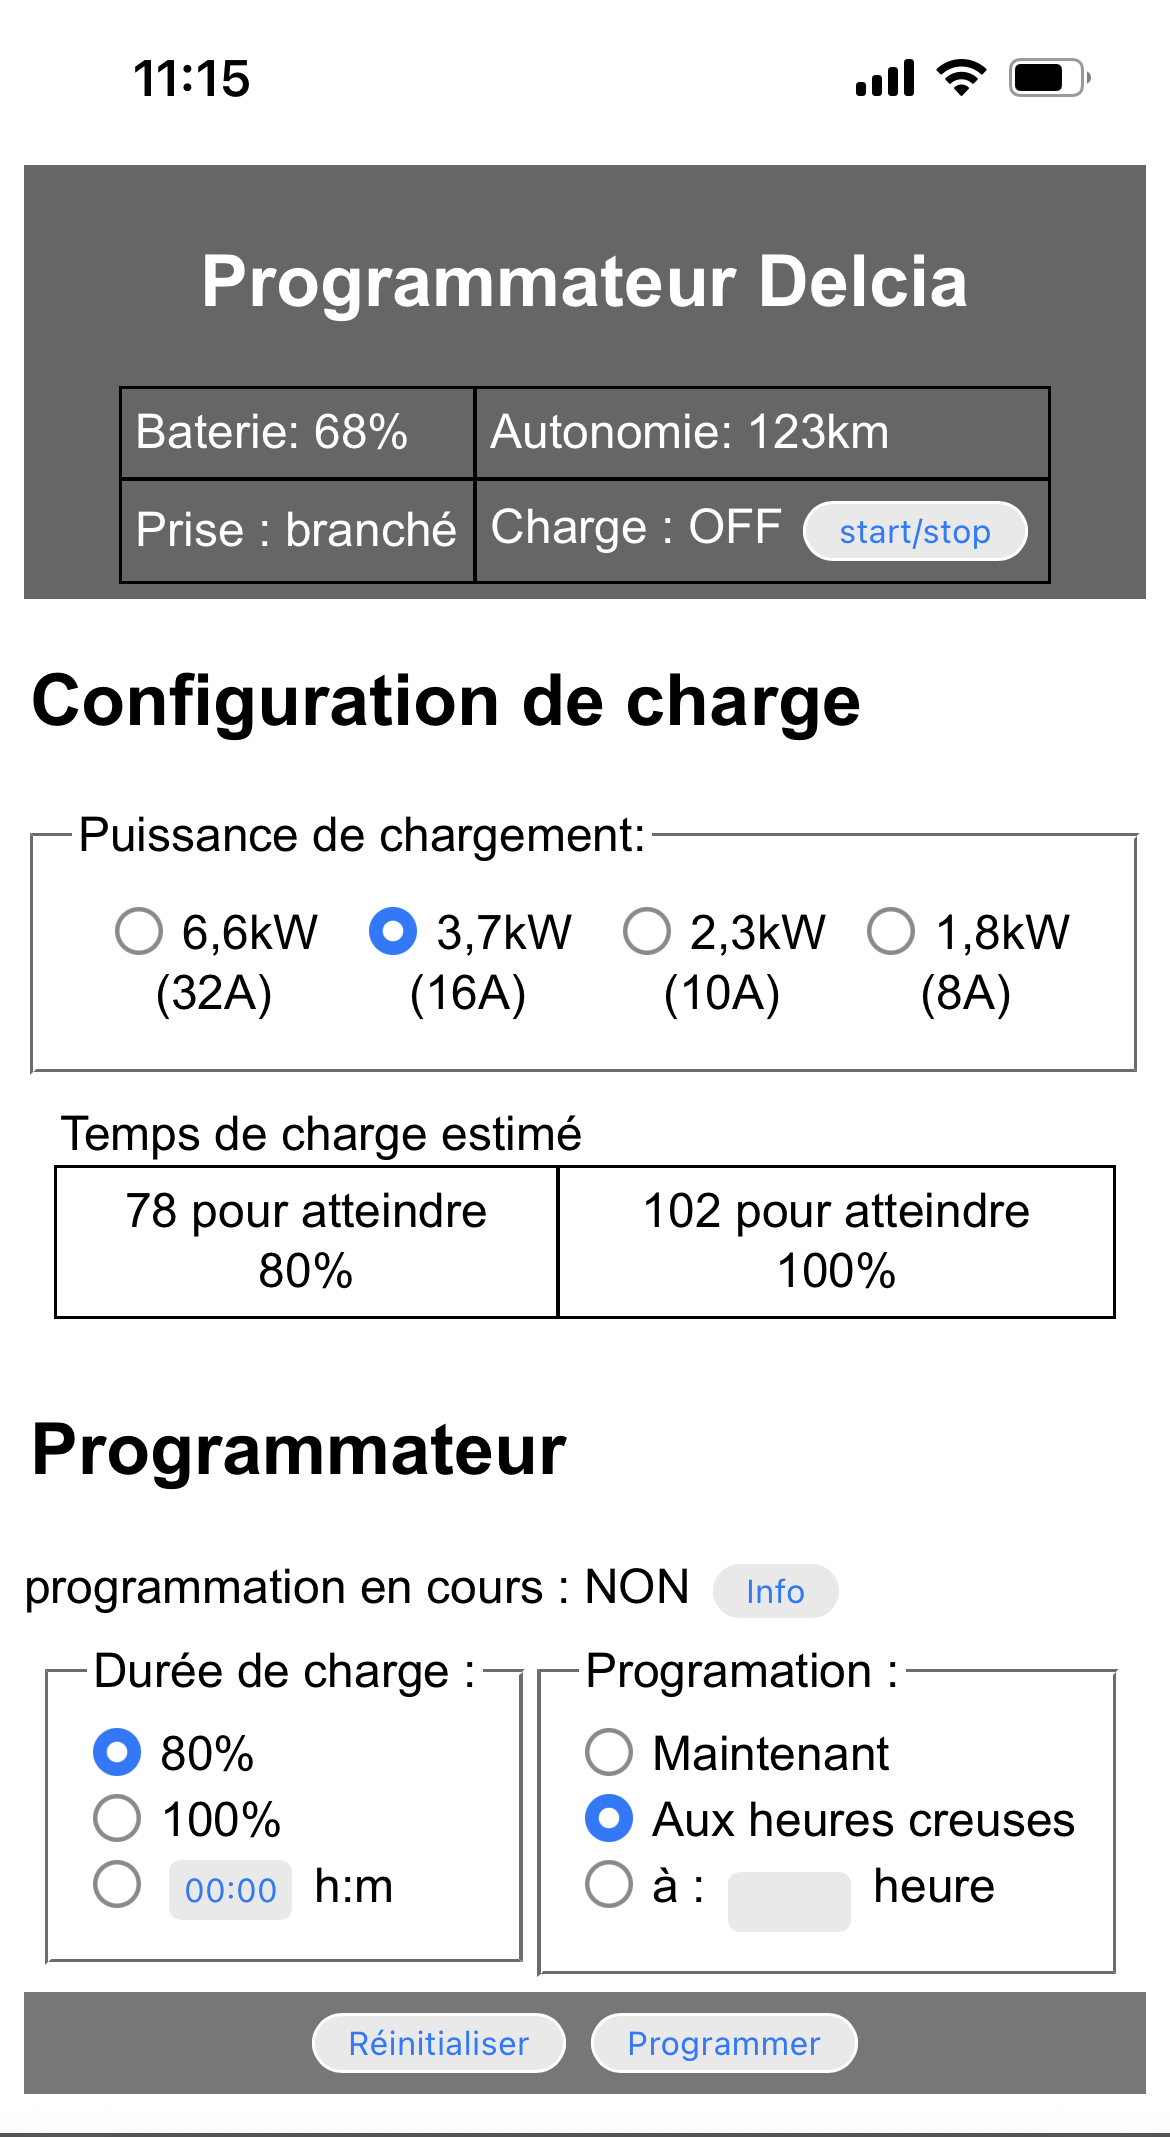 11:15
Programmateur Delcia
Baterie: 68% Autonomie: 123km
Prise : branché Charge : OFF start/stop
Configuration de charge
Puissance de chargement:
6,6kW 3,7kW 2,3kW 1,8kW
(32A) (16A) (10A) (8A)
Temps de charge estimé
78 pour atteindre 102 pour atteindre
80% 100%
Programmateur
programmation en cours : NON Info
Durée de charge : Programation :
80% Maintenant
100% Aux heures creuses
00:00 h:m à : heure
Réinitialiser Programmer